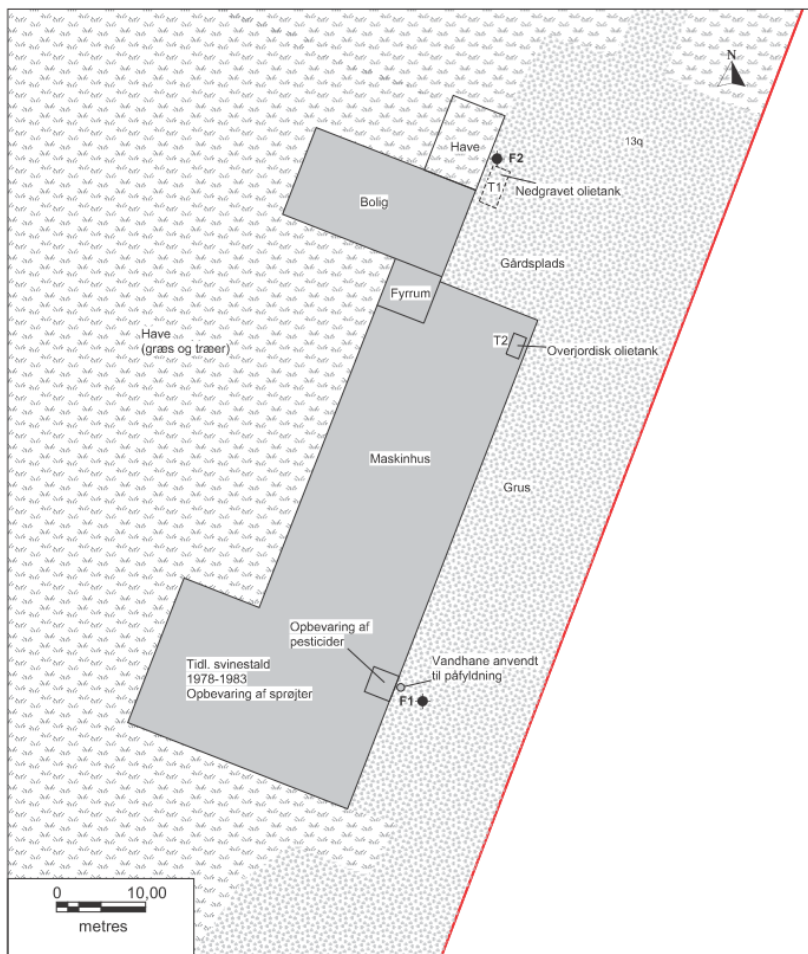 N
13q
Have
F2
T1
Nedgravet olietank
Bolig
Gårdsplads
Fyrrum
Have
(græs og træer)
T2
Overjordisk olietank
Maskinhus
Grus
Opbevaring af
pesticider
Tidl. svinestald
1978-1983
Opbevaring af sprøjter
Vandhane anvendt
til påfyldning
F1
0 10,00
metres